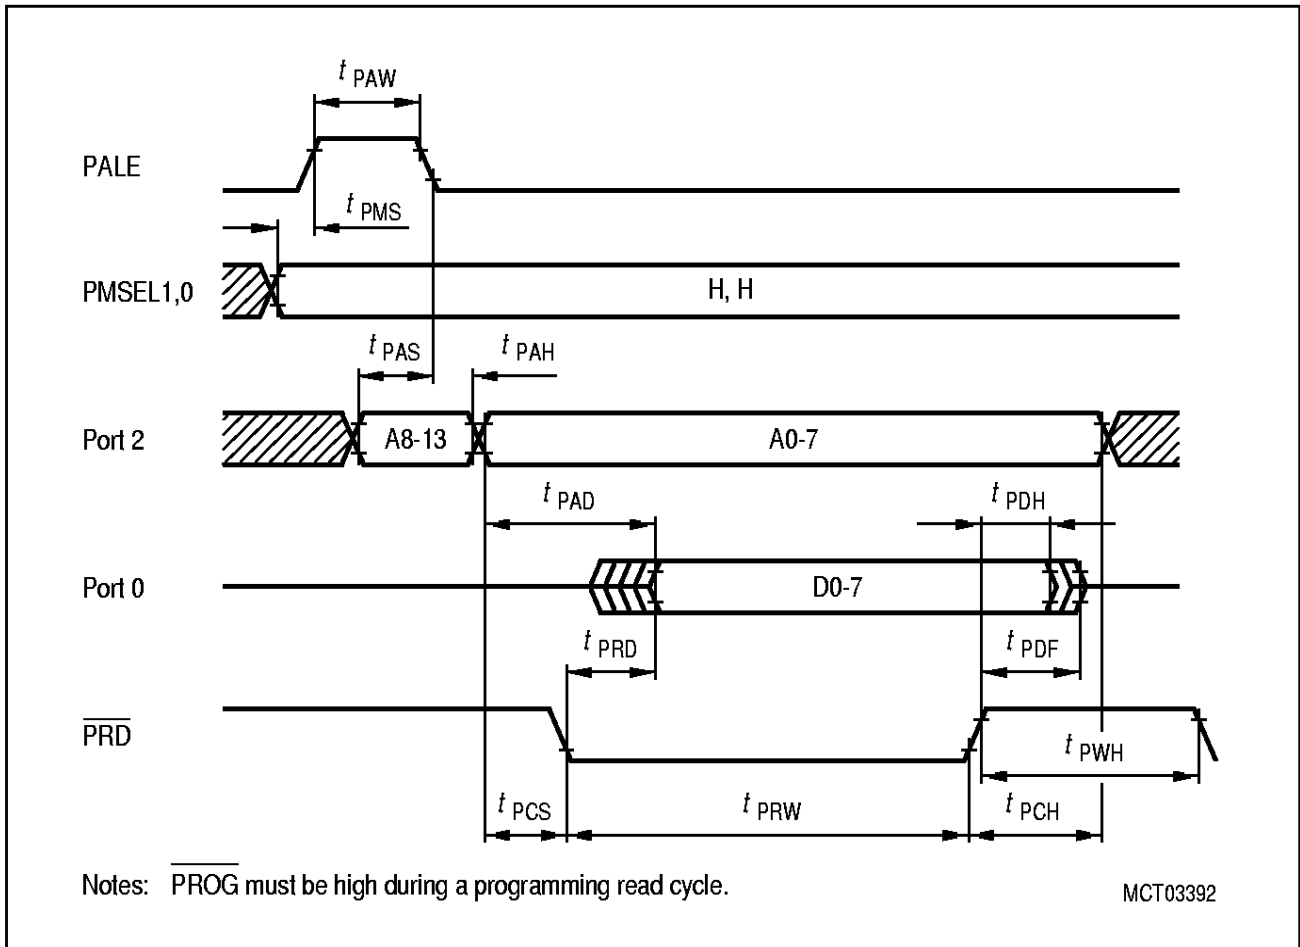 t PAW
PALE
t PMS
PMSEL1,0
H, H
t PAS
t PAH
Port 2
A8-13
A0-7
t PAD
t PDH
Port 0
D0-7
t PRD
t PDF
PRD
t PWH
t PCS
t PRW
t PCH
Notes: PROG must be high during a programming read cycle.
MCT03392